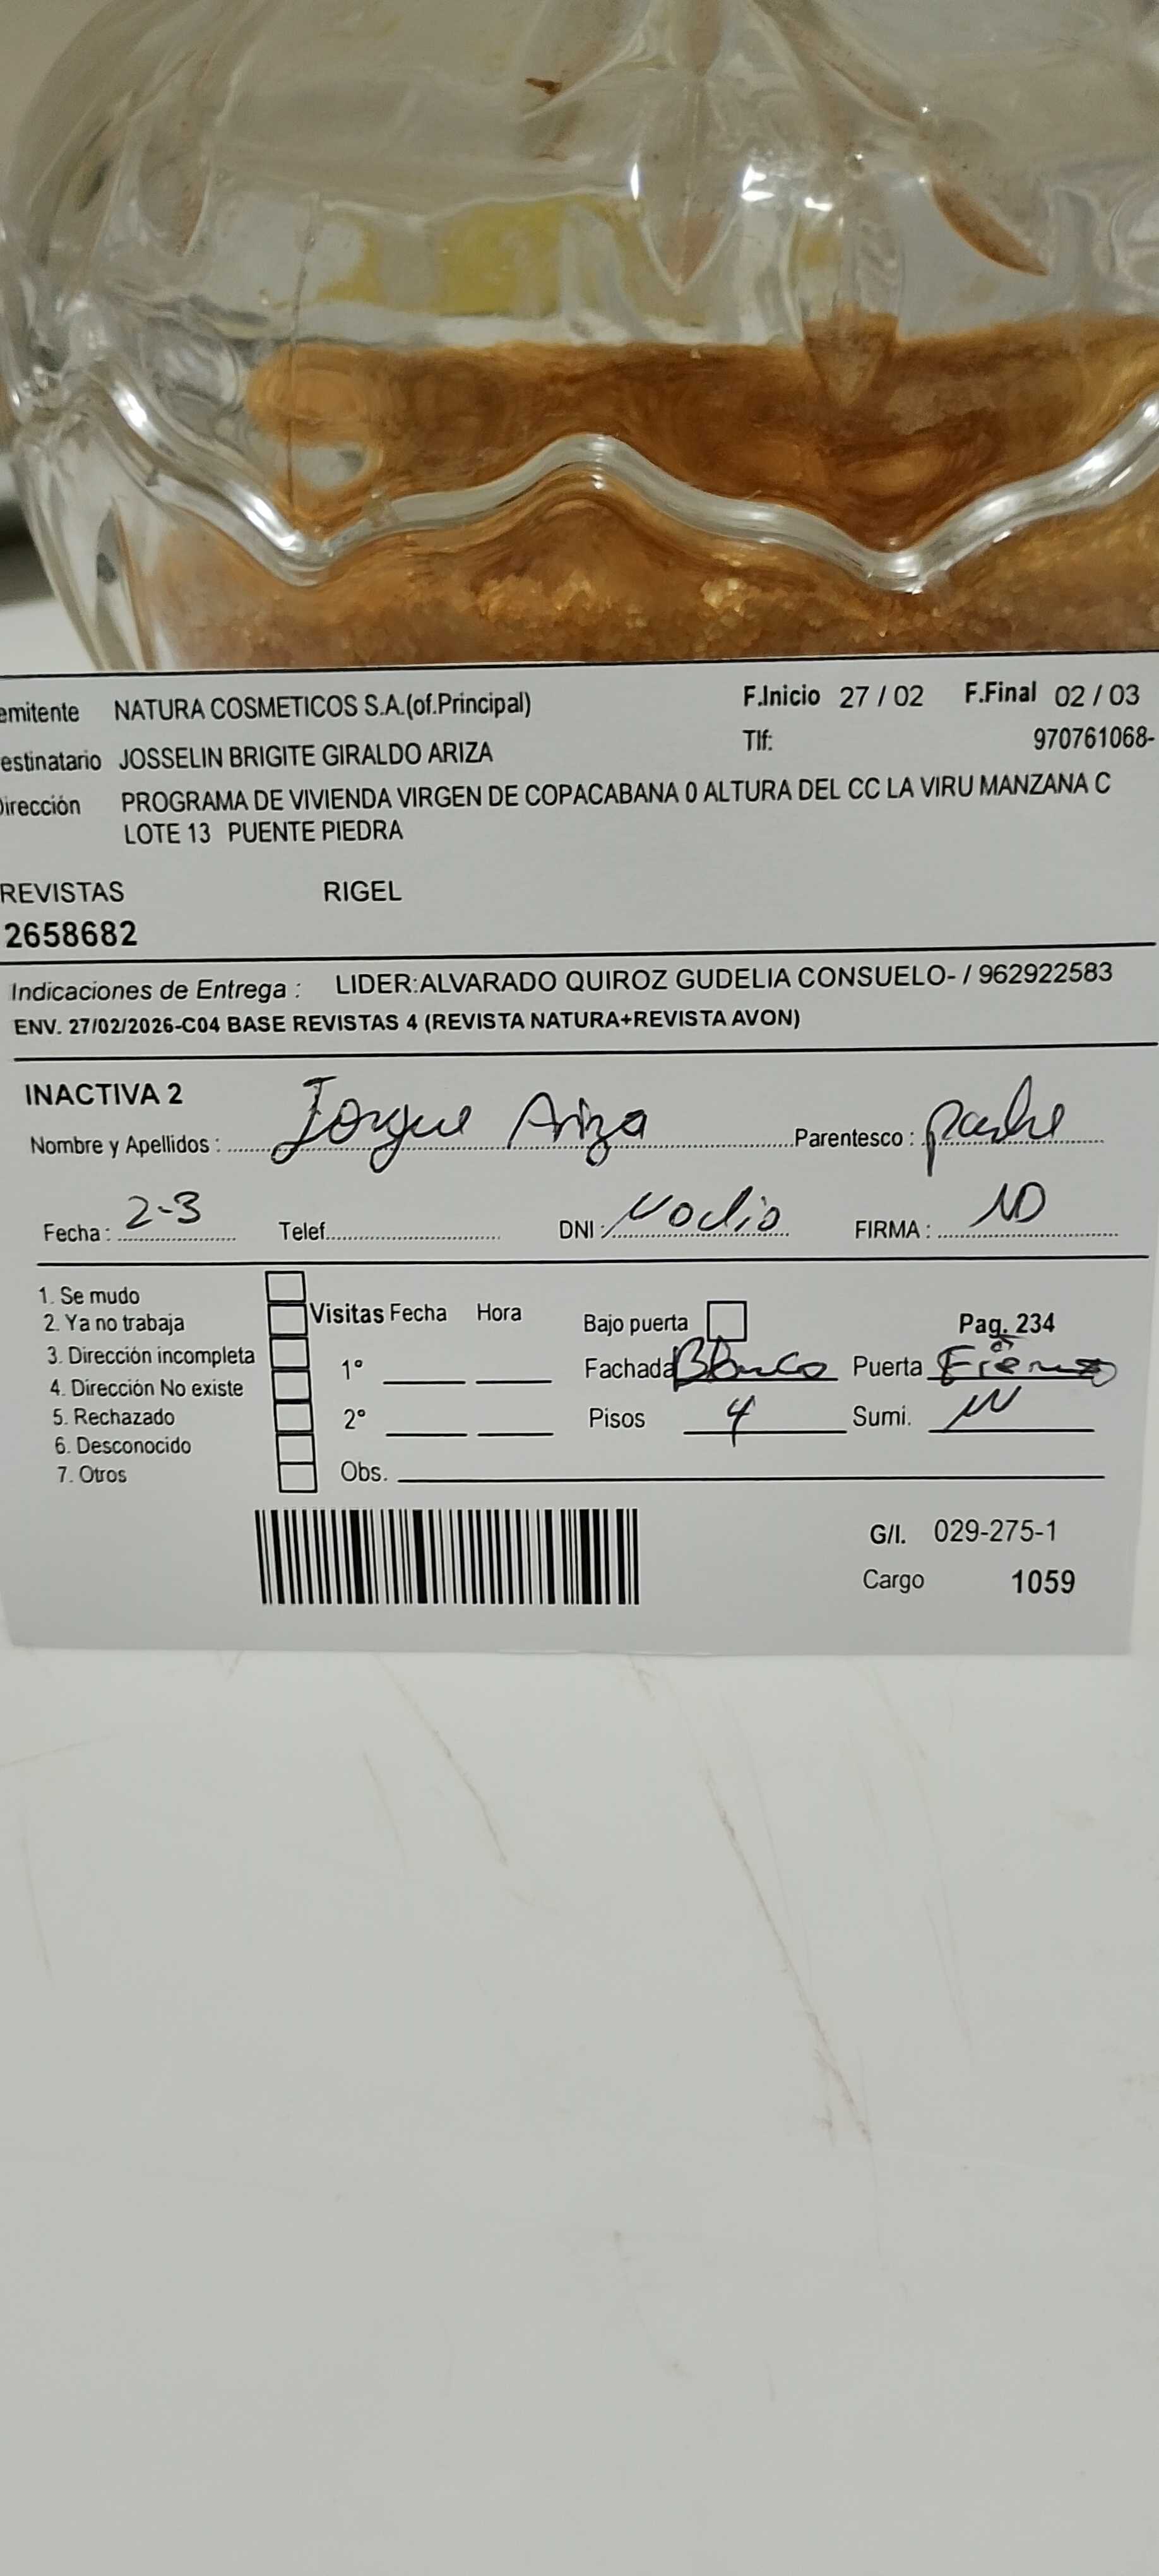 emitente NATURA COSMETICOS S.A.(of.Principal) F.Inicio 27 / 02 F.Final 02 / 03
estinatario JOSSELIN BRIGITE GIRALDO ARIZA Tlf: 970761068-
Dirección PROGRAMA DE VIVIENDA VIRGEN DE COPACABANA 0 ALTURA DEL CC LA VIRU MANZANA C
LOTE 13 PUENTE PIEDRA
REVISTAS RIGEL
2658682
Indicaciones de Entrega : LIDER:ALVARADO QUIROZ GUDELIA CONSUELO- / 962922583
ENV. 27/02/2026-C04 BASE REVISTAS 4 (REVISTA NATURA+REVISTA AVON)
INACTIVA 2
Nombre y Apellidos : Jorgue Ariza Parentesco : padre
Fecha : 2-3 Telef. DNI : No dio FIRMA : ND
1. Se mudo
2. Ya no trabaja
3. Dirección incompleta
4. Dirección No existe
5. Rechazado
6. Desconocido
7. Otros
Visitas Fecha Hora
1°
2°
Obs.
Bajo puerta Pag. 234
Fachada Blanco Puerta
Pisos 4 Sumi.
G/I. 029-275-1
Cargo 1059